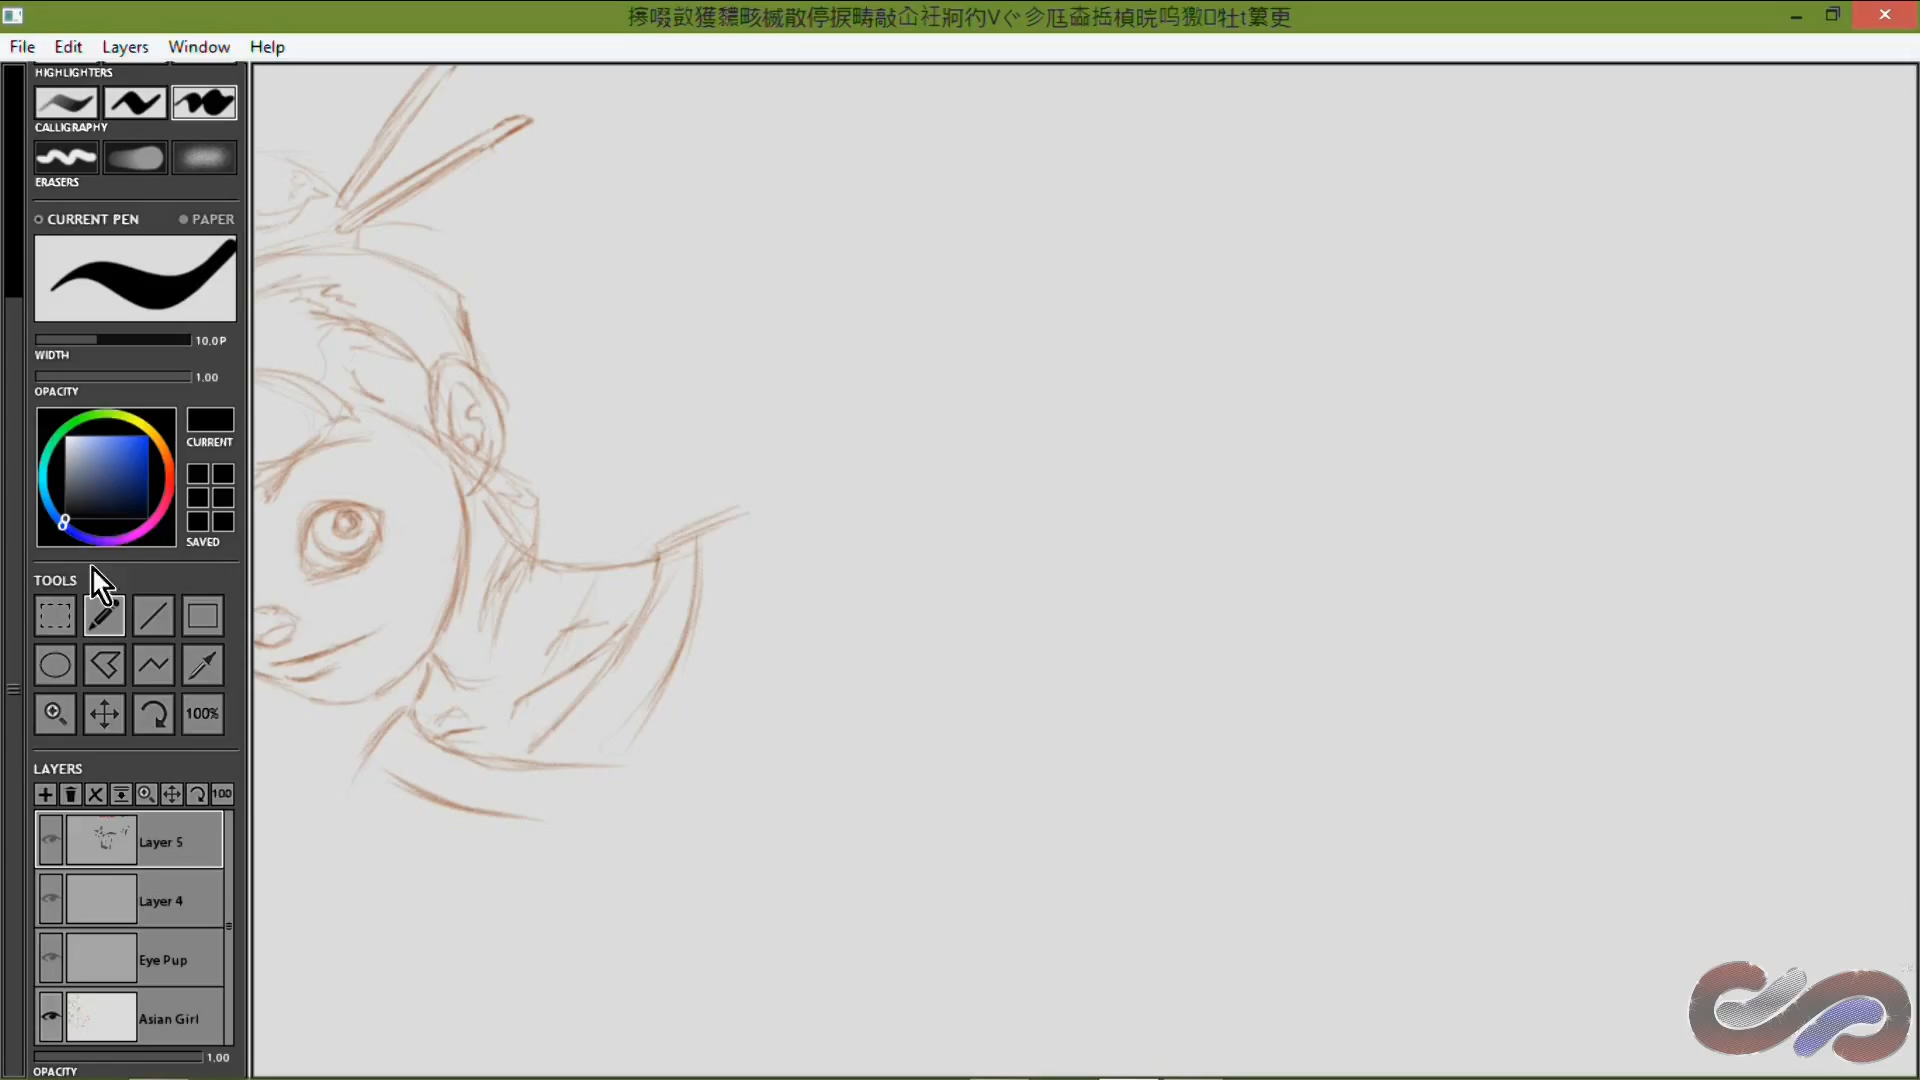 File Edit Layers Window Help
HIGHLIGHTERS
CALLIGRAPHY
ERASERS
CURRENT PEN PAPER
10.0P
WIDTH
1.00
OPACITY
CURRENT
SAVED
TOOLS
100%
LAYERS
100
Layer 5
Layer 4
Eye Pup
Asian Girl
1.00
OPACITY